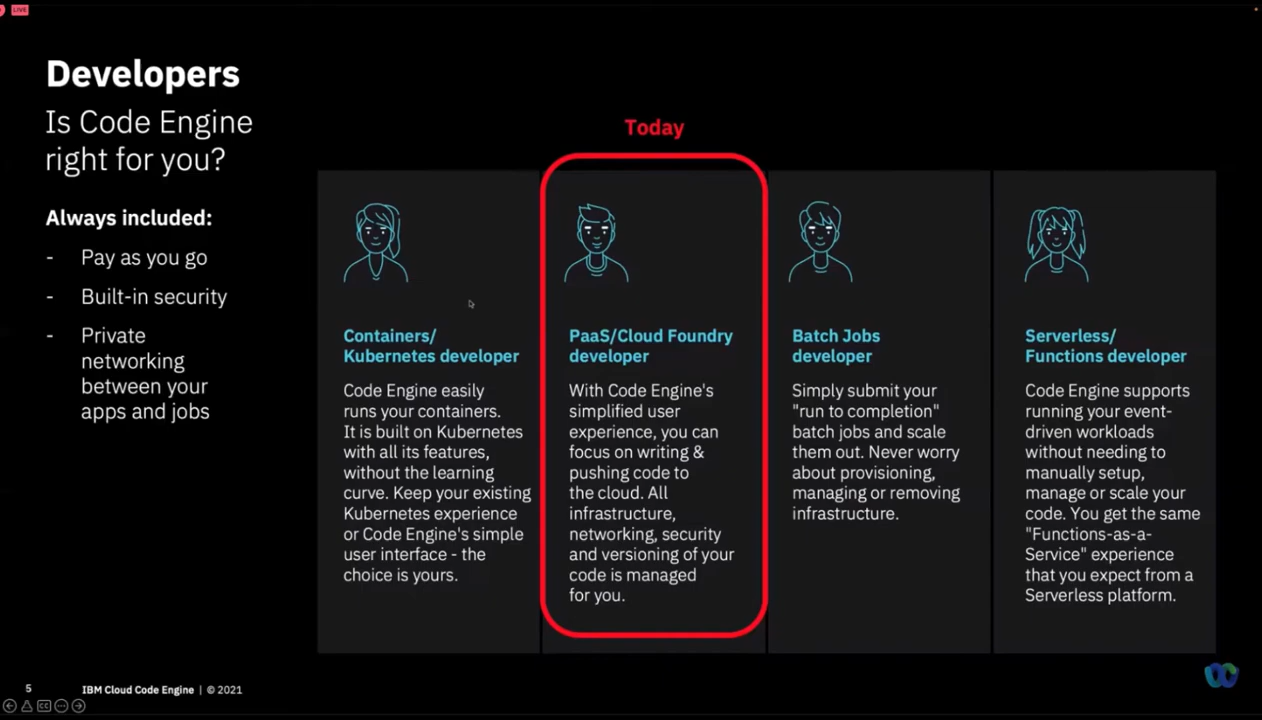 LIVE
Developers
Is Code Engine
right for you?
Always included:
- Pay as you go
- Built-in security
- Private
networking
between your
apps and jobs
Today
Containers/
Kubernetes developer
Code Engine easily
runs your containers.
It is built on Kubernetes
with all its features,
without the learning
curve. Keep your existing
Kubernetes experience
or Code Engine's simple
user interface - the
choice is yours.
PaaS/Cloud Foundry
developer
With Code Engine's
simplified user
experience, you can
focus on writing &
pushing code to
the cloud. All
infrastructure,
networking, security
and versioning of your
code is managed
for you.
Batch Jobs
developer
Simply submit your
"run to completion"
batch jobs and scale
them out. Never worry
about provisioning,
managing or removing
infrastructure.
Serverless/
Functions developer
Code Engine supports
running your event-
driven workloads
without needing to
manually setup,
manage or scale your
code. You get the same
"Functions-as-a-
Service" experience
that you expect from a
Serverless platform.
5
IBM Cloud Code Engine | © 2021
CC